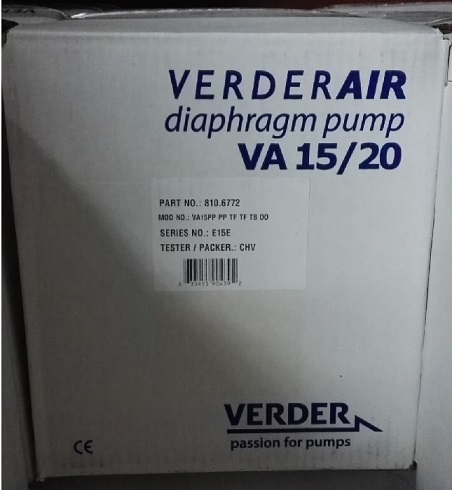 VERDERAIR
diaphragm pump
VA 15/20
PART NO.: 810.6772
MOD NO.: VA15PP PP TF TF TB OO
SERIES NO.: E15E
TESTER / PACKER.: CHV
VERDER
passion for pumps
CE